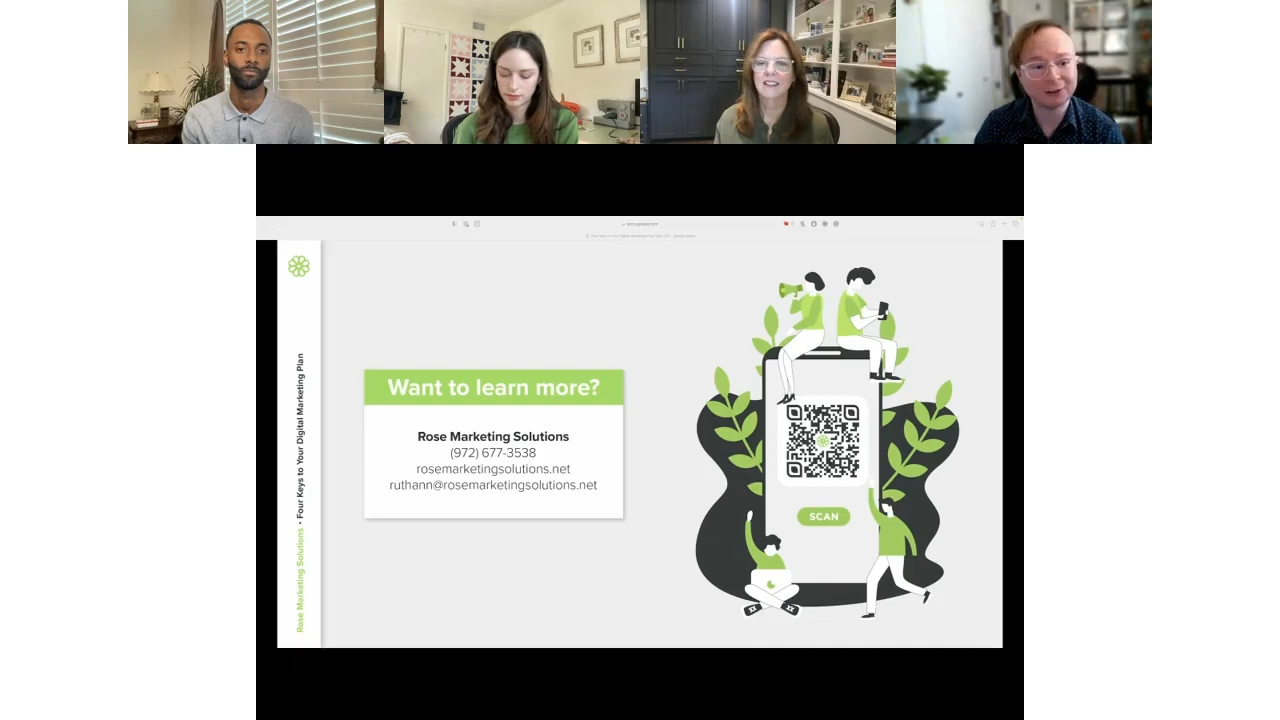 Rose Marketing Solutions • Four Keys to Your Digital Marketing Plan
Want to learn more?
Rose Marketing Solutions
(972) 677-3538
rosemarketingsolutions.net
ruthann@rosemarketingsolutions.net
SCAN